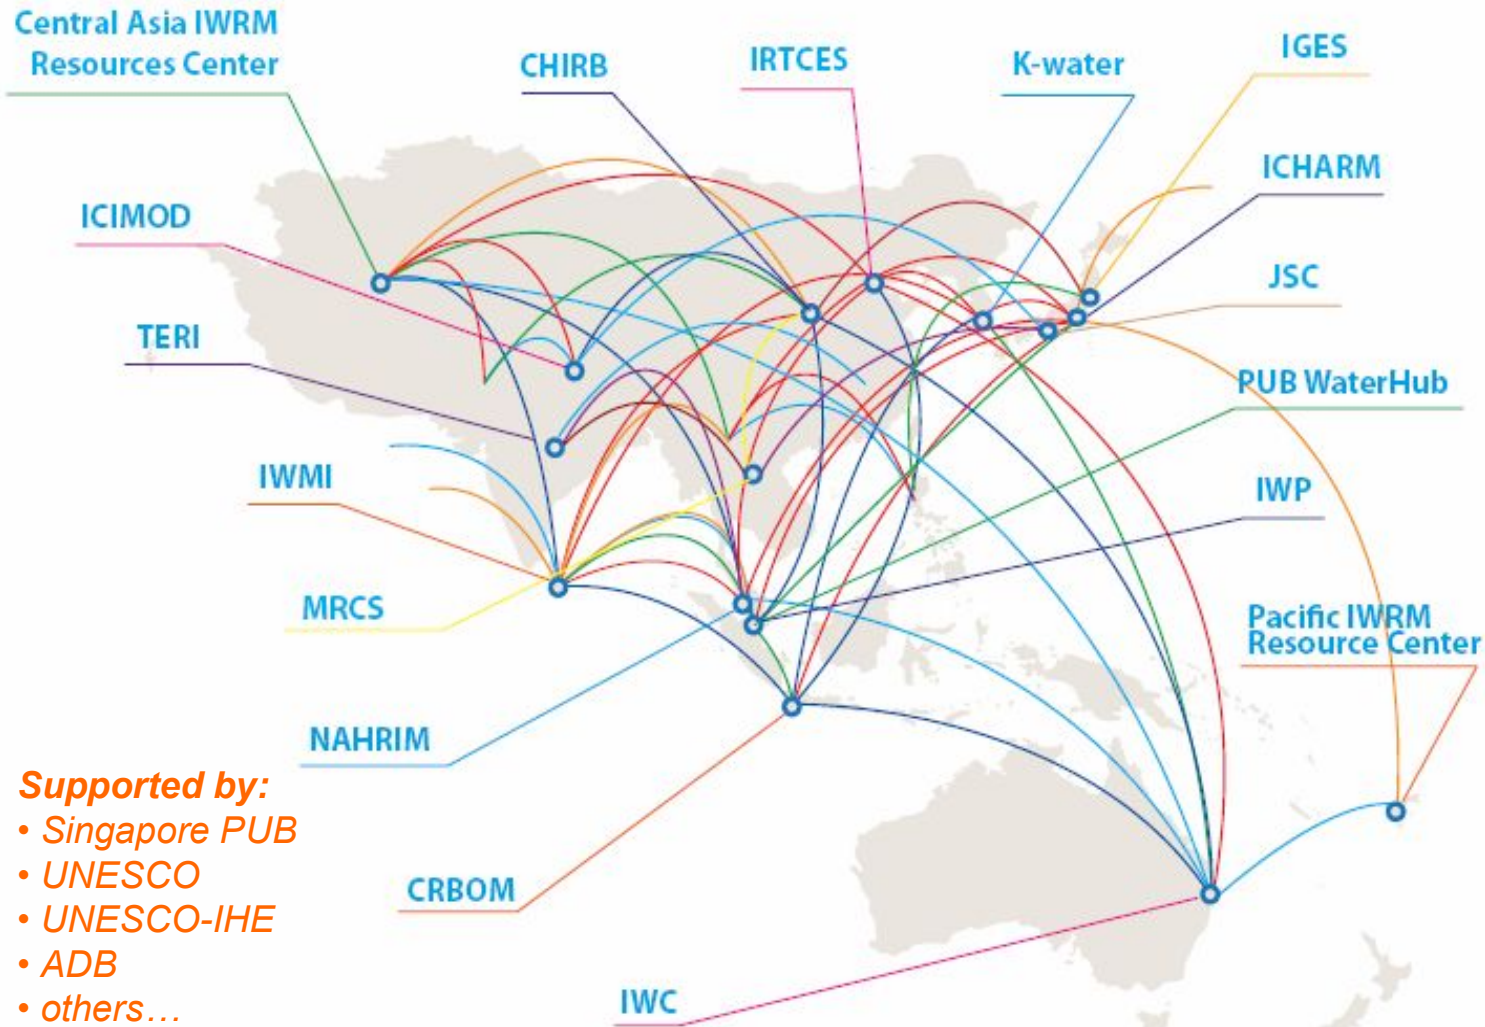 Central Asia IWRM
Resources Center
CHIRB
IRTCES
K-water
IGES
ICHARM
ICIMOD
JSC
TERI
PUB WaterHub
IWMI
IWP
MRCS
Pacific IWRM
Resource Center
NAHRIM
Supported by:
• Singapore PUB
• UNESCO
• UNESCO-IHE
• ADB
• others…
CRBOM
IWC